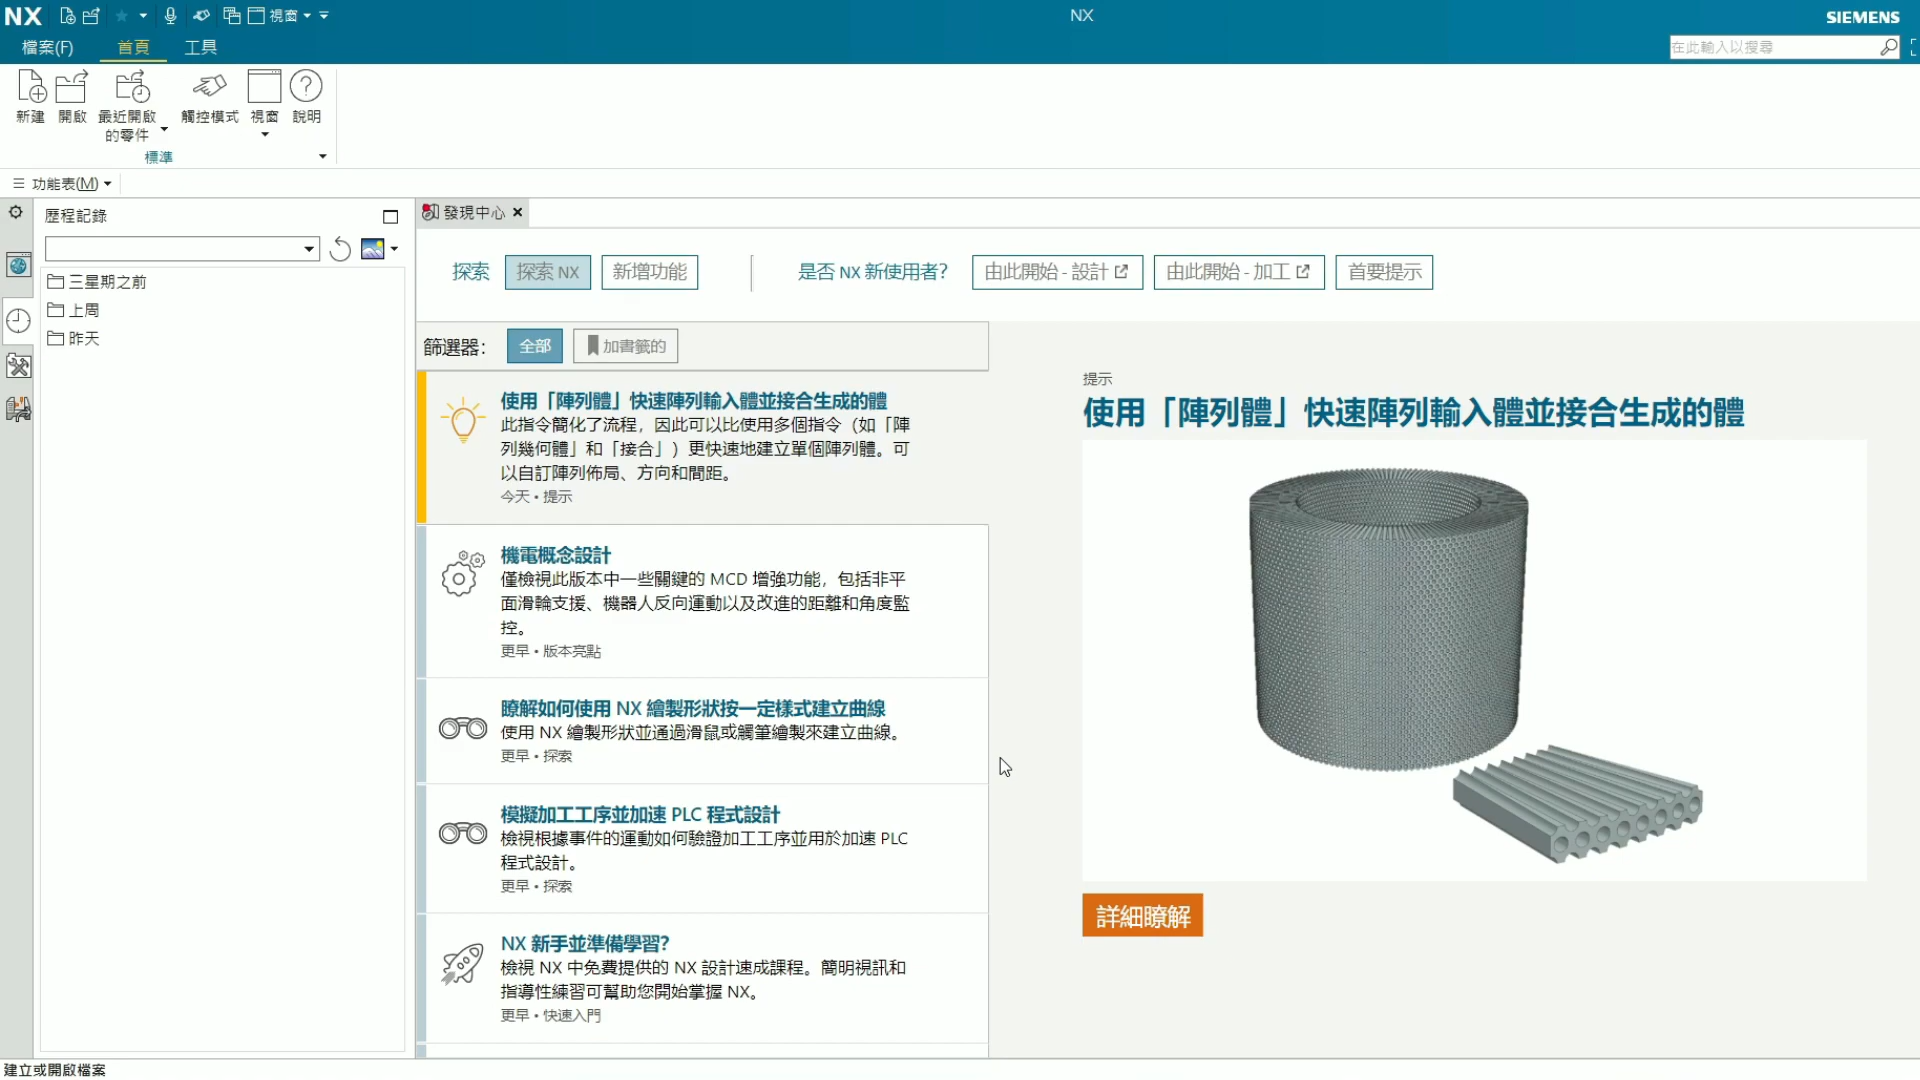 NX
視窗
NX
SIEMENS
檔案(F)
首頁
工具
在此輸入以搜尋
新建
開啟
最近開啟
的零件
觸控模式
視窗
說明
標準
功能表(M)
歷程記錄
三星期之前
上周
昨天
發現中心
探索
探索 NX
新增功能
是否 NX 新使用者?
由此開始 - 設計
由此開始 - 加工
首要提示
篩選器:
全部
加書籤的
使用「陣列體」快速陣列輸入體並接合生成的體
此指令簡化了流程，因此可以比使用多個指令（如「陣
列幾何體」和「接合」）更快速地建立單個陣列體。可
以自訂陣列佈局、方向和間距。
今天 • 提示
機電概念設計
僅檢視此版本中一些關鍵的 MCD 增強功能，包括非平
面滑輪支援、機器人反向運動以及改進的距離和角度監
控。
更早 • 版本亮點
瞭解如何使用 NX 繪製形狀按一定樣式建立曲線
使用 NX 繪製形狀並通過滑鼠或觸筆繪製來建立曲線。
更早 • 探索
模擬加工工序並加速 PLC 程式設計
檢視根據事件的運動如何驗證加工工序並用於加速 PLC
程式設計。
更早 • 探索
NX 新手並準備學習?
檢視 NX 中免費提供的 NX 設計速成課程。簡明視訊和
指導性練習可幫助您開始掌握 NX。
更早 • 快速入門
提示
使用「陣列體」快速陣列輸入體並接合生成的體
詳細瞭解
建立或開啟檔案